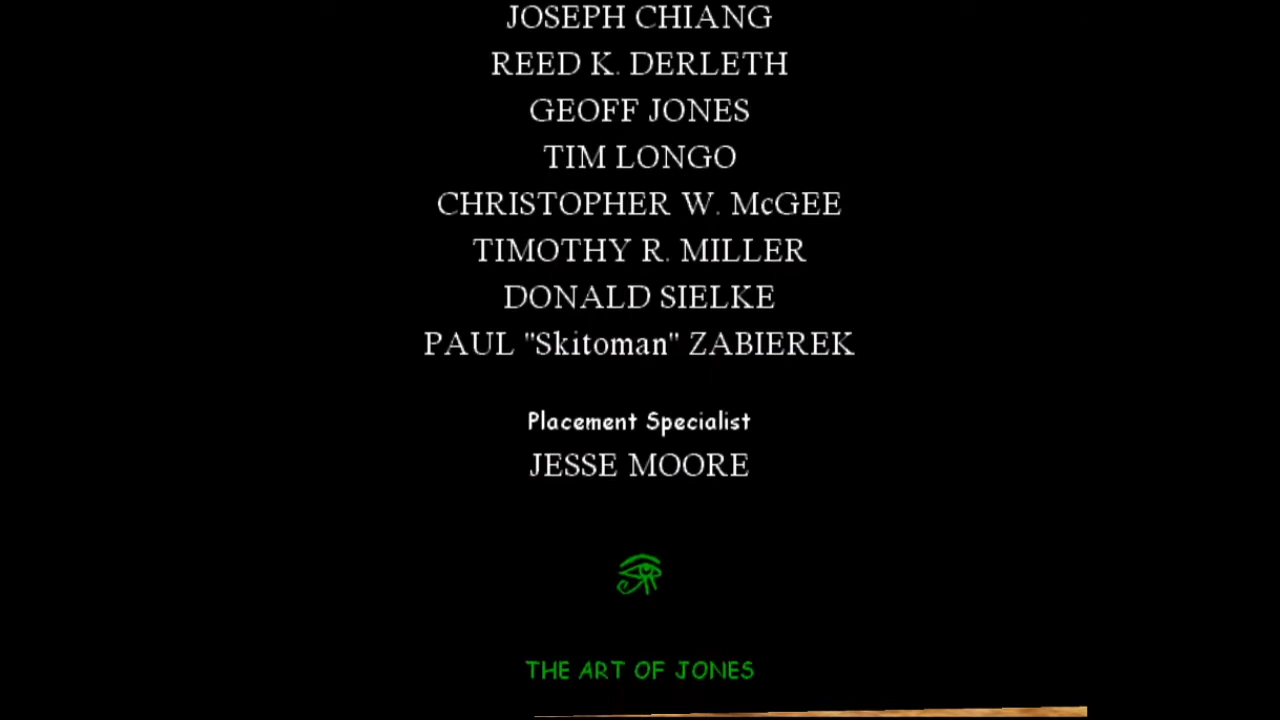 JOSEPH CHIANG
REED K. DERLETH
GEOFF JONES
TIM LONGO
CHRISTOPHER W. McGEE
TIMOTHY R. MILLER
DONALD SIELKE
PAUL "Skitoman" ZABIEREK
Placement Specialist
JESSE MOORE
THE ART OF JONES